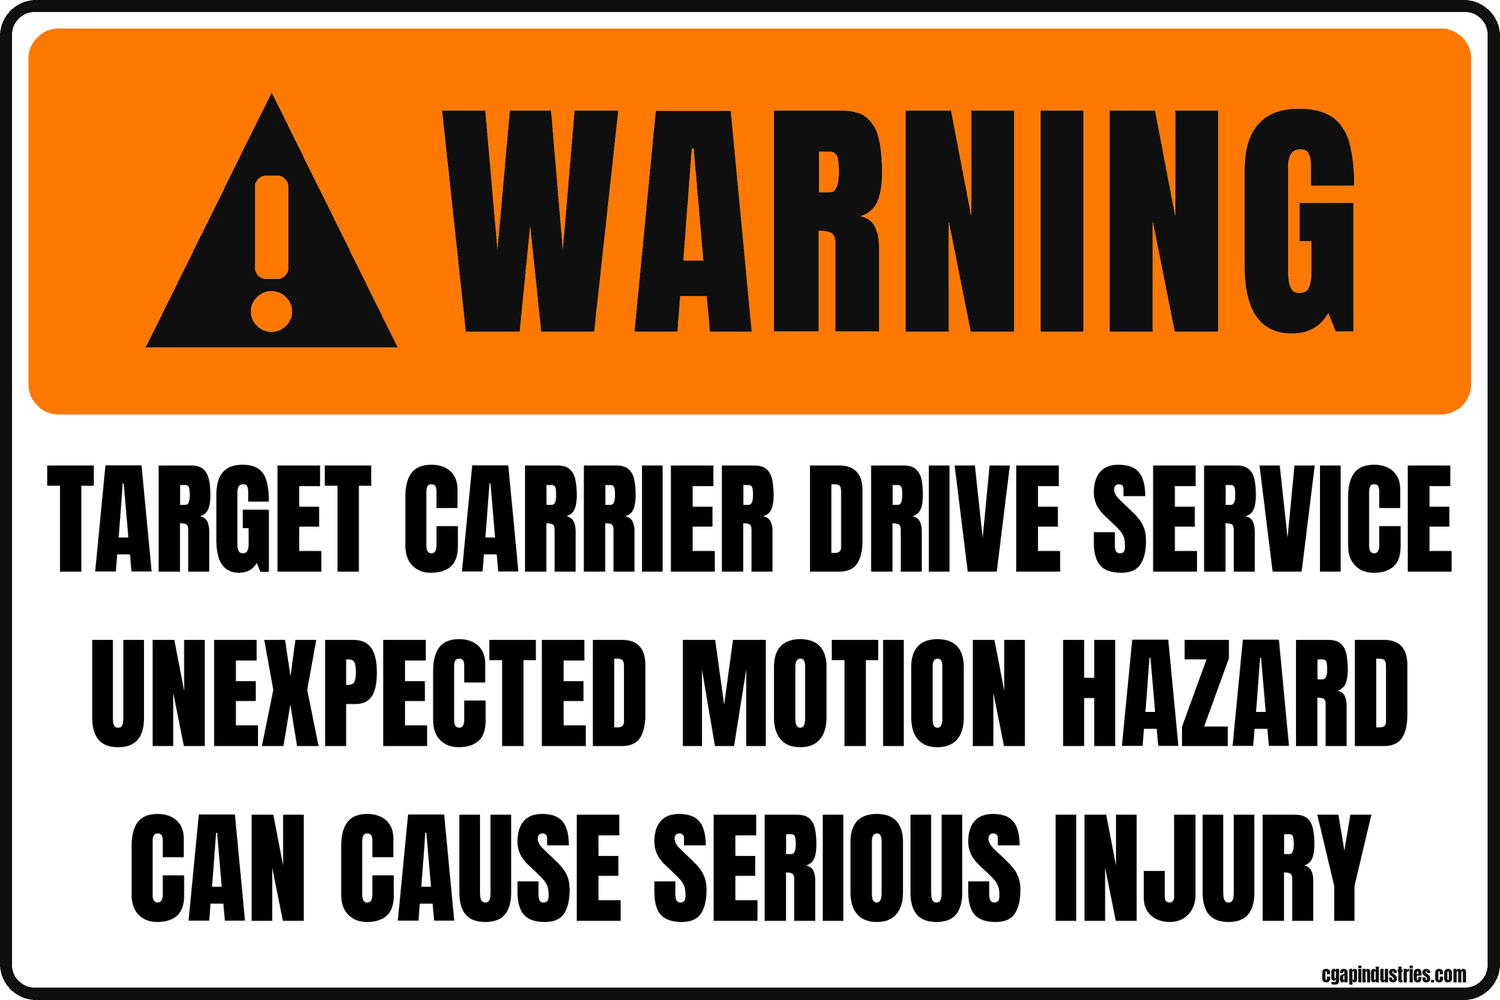 WARNING
TARGET CARRIER DRIVE SERVICE
UNEXPECTED MOTION HAZARD
CAN CAUSE SERIOUS INJURY
cgapindustries.com